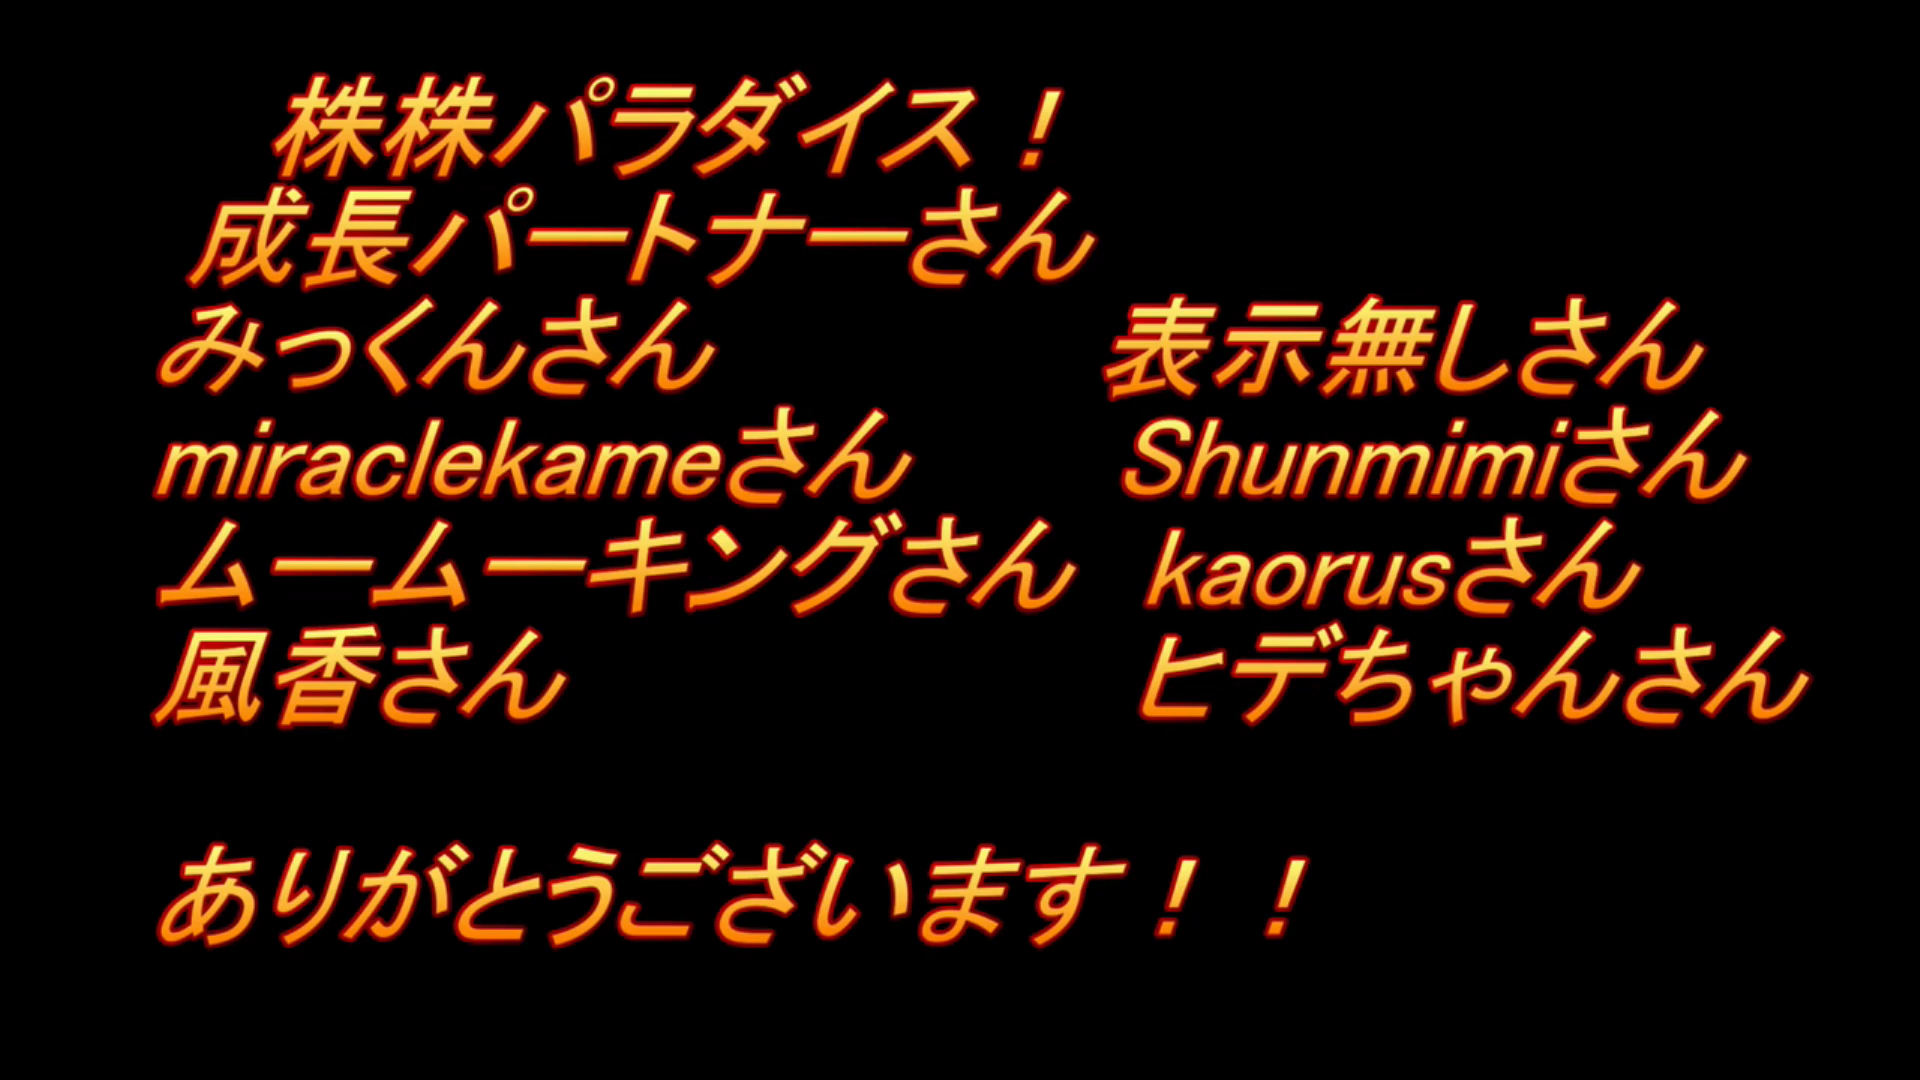 株株パラダイス！
成長パートナーさん
みっくんさん 表示無しさん
miraclekameさん Shunmimiさん
ムームーキングさん kaorusさん
風香さん ヒデちゃんさん
ありがとうございます！！